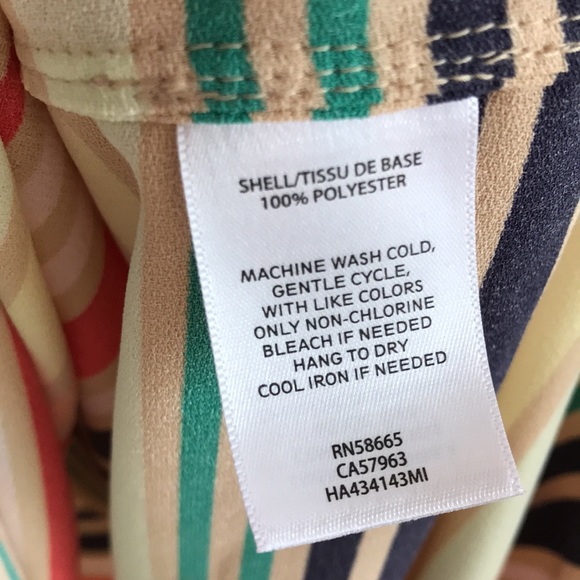 SHELL/TISSU DE BASE
100% POLYESTER
MACHINE WASH COLD,
GENTLE CYCLE,
WITH LIKE COLORS
ONLY NON-CHLORINE
BLEACH IF NEEDED
HANG TO DRY
COOL IRON IF NEEDED
RN58665
CA57963
HA434143MI